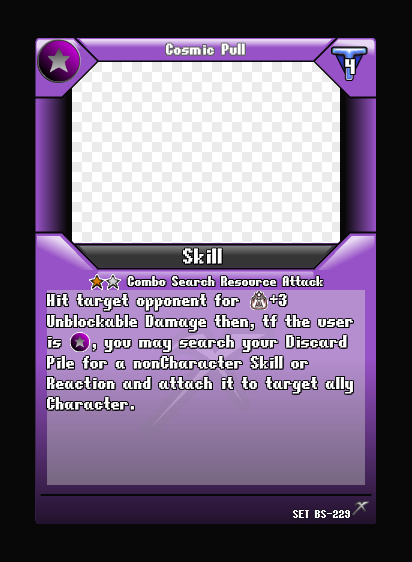 Cosmic Pull
4
Skill
Combo Search Resource Attack
Hit target opponent for +3
Unblockable Damage then, tf the user
is , you may search your Discard
Pile for a nonCharacter Skill or
Reaction and attach it to target ally
Character.
SET BS-229